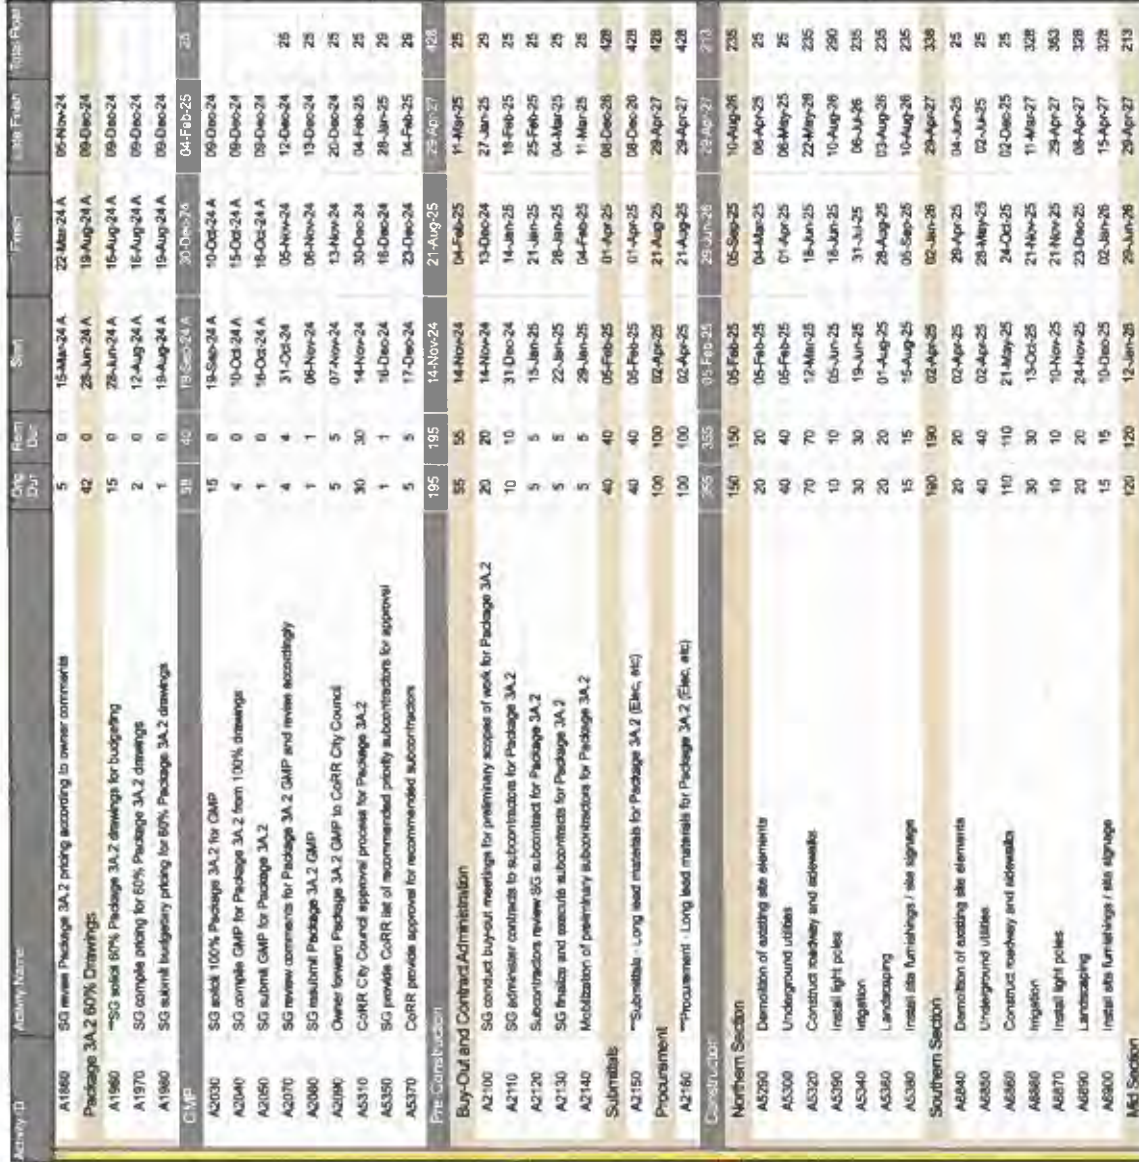 Activity ID Activity Name Orig Dur Rem Dur Start Finish Late Finish Total Float
A1660 SG review Package 3A.2 pricing according to owner comments 5 0 15-Mar-24 A 22-Mar-24 A 05-Nov-24
Package 3A.2 60% Drawings 42 0 28-Jun-24 A 19-Aug-24 A 09-Dec-24
A1960 **SG solicit 60% Package 3A.2 drawings for budgeting 15 0 28-Jun-24 A 16-Aug-24 A 09-Dec-24
A1970 SG compile pricing for 60% Package 3A.2 drawings 2 0 12-Aug-24 A 16-Aug-24 A 09-Dec-24
A1980 SG submit budgetary pricing for 60% Package 3A.2 drawings 1 0 19-Aug-24 A 19-Aug-24 A 09-Dec-24
GMP 58 40 19-Sep-24 A 30-Dec-24 04-Feb-25 25
A2030 SG solicit 100% Package 3A.2 for GMP 15 0 19-Sep-24 A 10-Oct-24 A 09-Dec-24
A2040 SG compile GMP for Package 3A.2 from 100% drawings 4 0 10-Oct-24 A 15-Oct-24 A 09-Dec-24
A2050 SG submit GMP for Package 3A.2 1 0 16-Oct-24 A 16-Oct-24 A 09-Dec-24
A2070 SG review comments for Package 3A.2 GMP and revise accordingly 4 4 31-Oct-24 05-Nov-24 12-Dec-24 25
A2080 SG resubmit Package 3A.2 GMP 1 1 06-Nov-24 06-Nov-24 13-Dec-24 25
A2090 Owner forward Package 3A.2 GMP to CoRR City Council 5 5 07-Nov-24 13-Nov-24 20-Dec-24 25
A5310 CoRR City Council approval process for Package 3A.2 30 30 14-Nov-24 30-Dec-24 04-Feb-25 25
A5350 SG provide CoRR list of recommended priority subcontractors for approval 1 1 16-Dec-24 16-Dec-24 28-Jan-25 29
A5370 CoRR provide approval for recommended subcontractors 5 5 17-Dec-24 23-Dec-24 04-Feb-25 29
Pre-Construction 195 195 14-Nov-24 21-Aug-25 29-Apr-27 428
Buy-Out and Contract Administration 55 55 14-Nov-24 04-Feb-25 11-Mar-25 25
A2100 SG conduct buy-out meetings for preliminary scopes of work for Package 3A.2 20 20 14-Nov-24 13-Dec-24 27-Jan-25 29
A2110 SG administer contracts to subcontractors for Package 3A.2 10 10 31-Dec-24 14-Jan-25 18-Feb-25 25
A2120 Subcontractors review SG subcontract for Package 3A.2 5 5 15-Jan-25 21-Jan-25 25-Feb-25 25
A2130 SG finalize and execute subcontracts for Package 3A.2 5 5 22-Jan-25 28-Jan-25 04-Mar-25 25
A2140 Mobilization of preliminary subcontractors for Package 3A.2 5 5 29-Jan-25 04-Feb-25 11-Mar-25 25
Submittals 40 40 05-Feb-25 01-Apr-25 08-Dec-26 428
A2150 **Submittals - Long lead materials for Package 3A.2 (Elec, etc) 40 40 05-Feb-25 01-Apr-25 08-Dec-26 428
Procurement 100 100 02-Apr-25 21-Aug-25 29-Apr-27 428
A2160 **Procurement - Long lead materials for Package 3A.2 (Elec, etc) 100 100 02-Apr-25 21-Aug-25 29-Apr-27 428
Construction 355 355 05-Feb-25 29-Jun-26 29-Apr-27 213
Northern Section 150 150 05-Feb-25 05-Sep-25 10-Aug-26 235
A5290 Demolition of existing site elements 20 20 05-Feb-25 04-Mar-25 08-Apr-25 25
A5300 Underground utilities 40 40 05-Feb-25 01-Apr-25 06-May-25 25
A5320 Construct roadway and sidewalks 70 70 12-Mar-25 18-Jun-25 22-May-26 235
A5330 Install light poles 10 10 05-Jun-25 18-Jun-25 10-Aug-26 290
A5340 Irrigation 30 30 19-Jun-25 31-Jul-25 06-Jul-26 235
A5360 Landscaping 20 20 01-Aug-25 28-Aug-25 03-Aug-26 235
A5380 Install site furnishings / site signage 15 15 15-Aug-25 05-Sep-25 10-Aug-26 235
Southern Section 190 190 02-Apr-25 02-Jan-26 29-Apr-27 338
A6840 Demolition of existing site elements 20 20 02-Apr-25 29-Apr-25 04-Jun-25 25
A6850 Underground utilities 40 40 02-Apr-25 28-May-25 02-Jul-25 25
A6860 Construct roadway and sidewalks 110 110 21-May-25 24-Oct-25 02-Dec-25 25
A6880 Irrigation 30 30 13-Oct-25 21-Nov-25 11-Mar-27 328
A6870 Install light poles 10 10 10-Nov-25 21-Nov-25 29-Apr-27 363
A6890 Landscaping 20 20 24-Nov-25 23-Dec-25 08-Apr-27 328
A6900 Install site furnishings / site signage 15 15 10-Dec-25 02-Jan-26 15-Apr-27 328
Mid Section 120 120 12-Jan-26 29-Jun-26 29-Apr-27 213